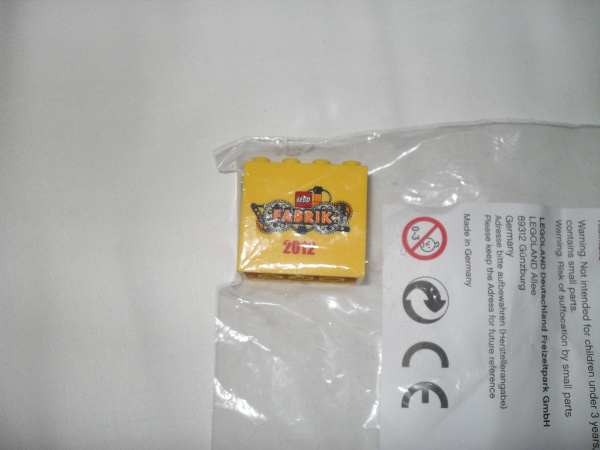 LEGO
FABRIK
2012
Warning. Not intended for children under 3 years,
contains small parts.
Warning. Risk of suffocation by small parts
LEGOLAND Deutschland Freizeitpark GmbH
LEGOLAND Allee
89312 Günzburg
Germany
Adresse bitte aufbewahren (Herstellerangabe)
Please keep the Adress for future reference
Made in Germany
0-3
CE